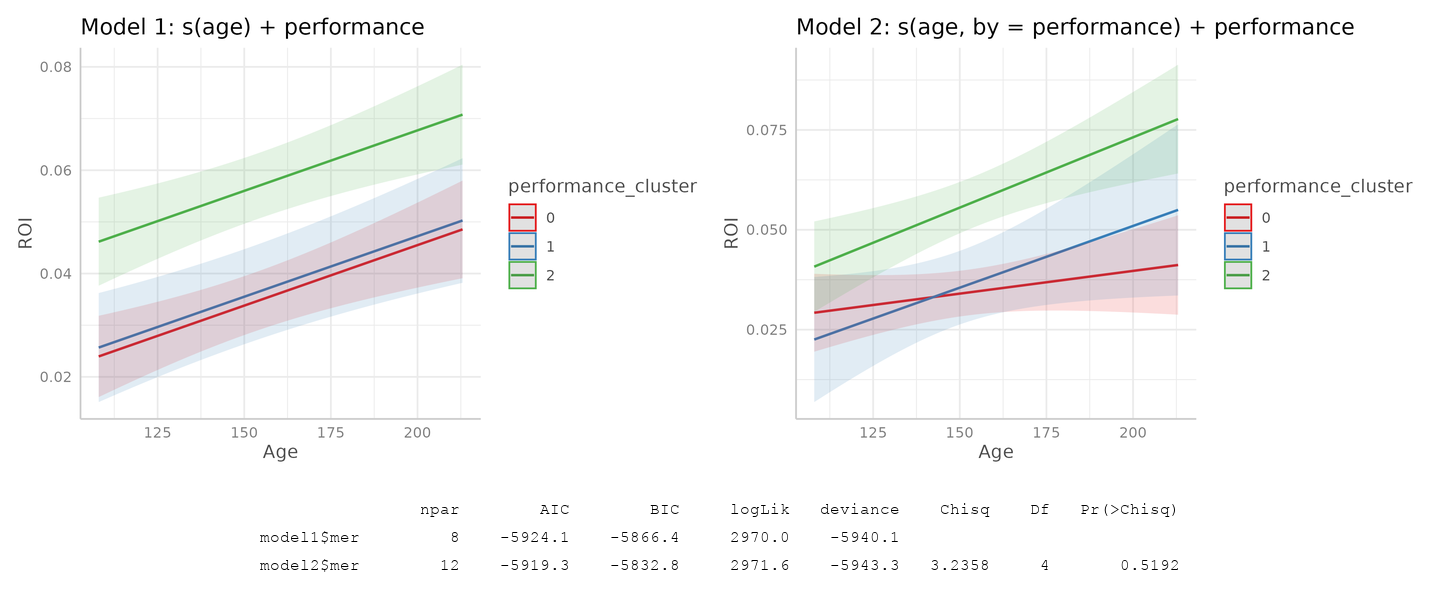 Model 1: s(age) + performance
0.08
0.06
0.04
0.02
ROI
125 150 175 200
Age
performance_cluster
0
1
2
Model 2: s(age, by = performance) + performance
0.075
0.050
0.025
ROI
125 150 175 200
Age
performance_cluster
0
1
2
npar AIC BIC logLik deviance Chisq Df Pr(>Chisq)
model1$mer 8 -5924.1 -5866.4 2970.0 -5940.1
model2$mer 12 -5919.3 -5832.8 2971.6 -5943.3 3.2358 4 0.5192